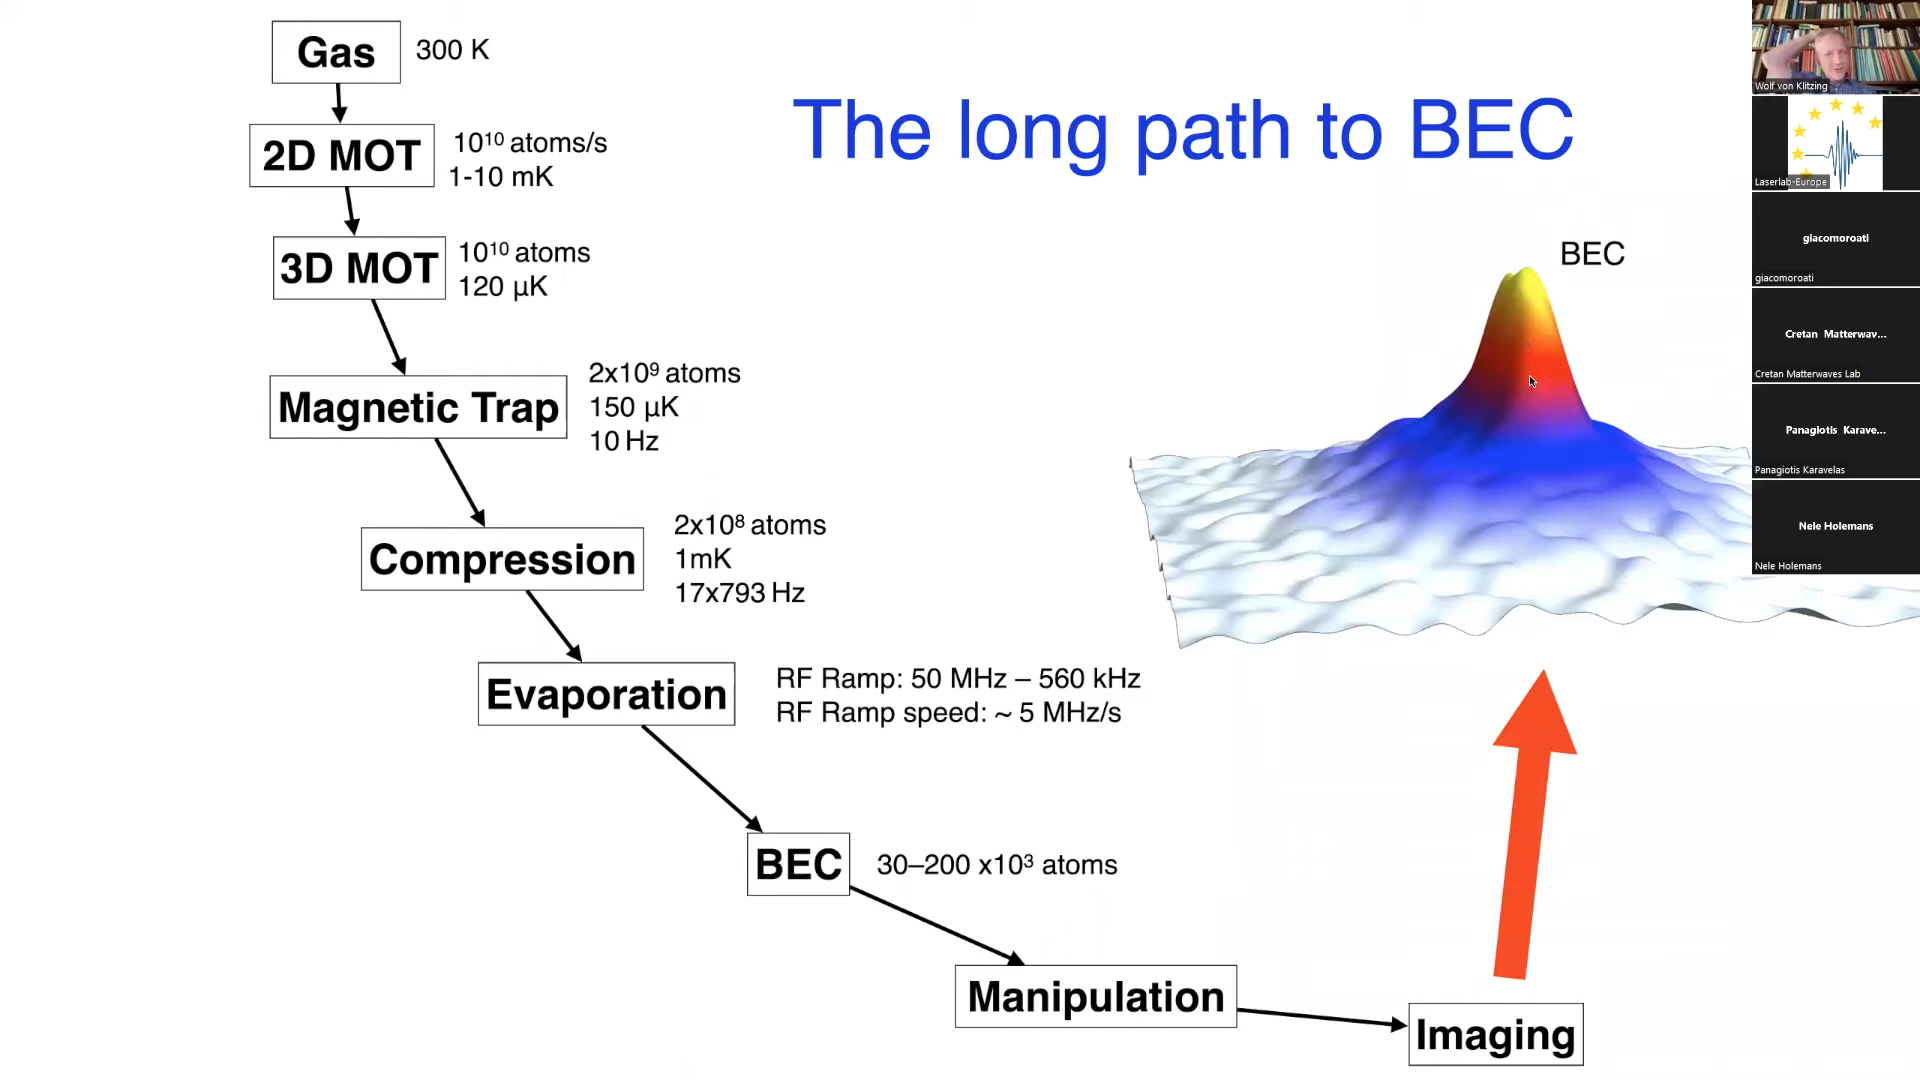 The long path to BEC
Gas
300 K
2D MOT
10¹⁰ atoms/s
1-10 mK
3D MOT
10¹⁰ atoms
120 µK
Magnetic Trap
2x10⁹ atoms
150 µK
10 Hz
Compression
2x10⁸ atoms
1mK
17x793 Hz
Evaporation
RF Ramp: 50 MHz – 560 kHz
RF Ramp speed: ~ 5 MHz/s
BEC
30–200 x10³ atoms
Manipulation
Imaging
BEC
Wolf von Klitzing
Laserlab-Europe
giacomoroati
giacomoroati
Cretan Matterwav...
Cretan Matterwaves Lab
Panagiotis Karave...
Panagiotis Karavelas
Nele Holemans
Nele Holemans